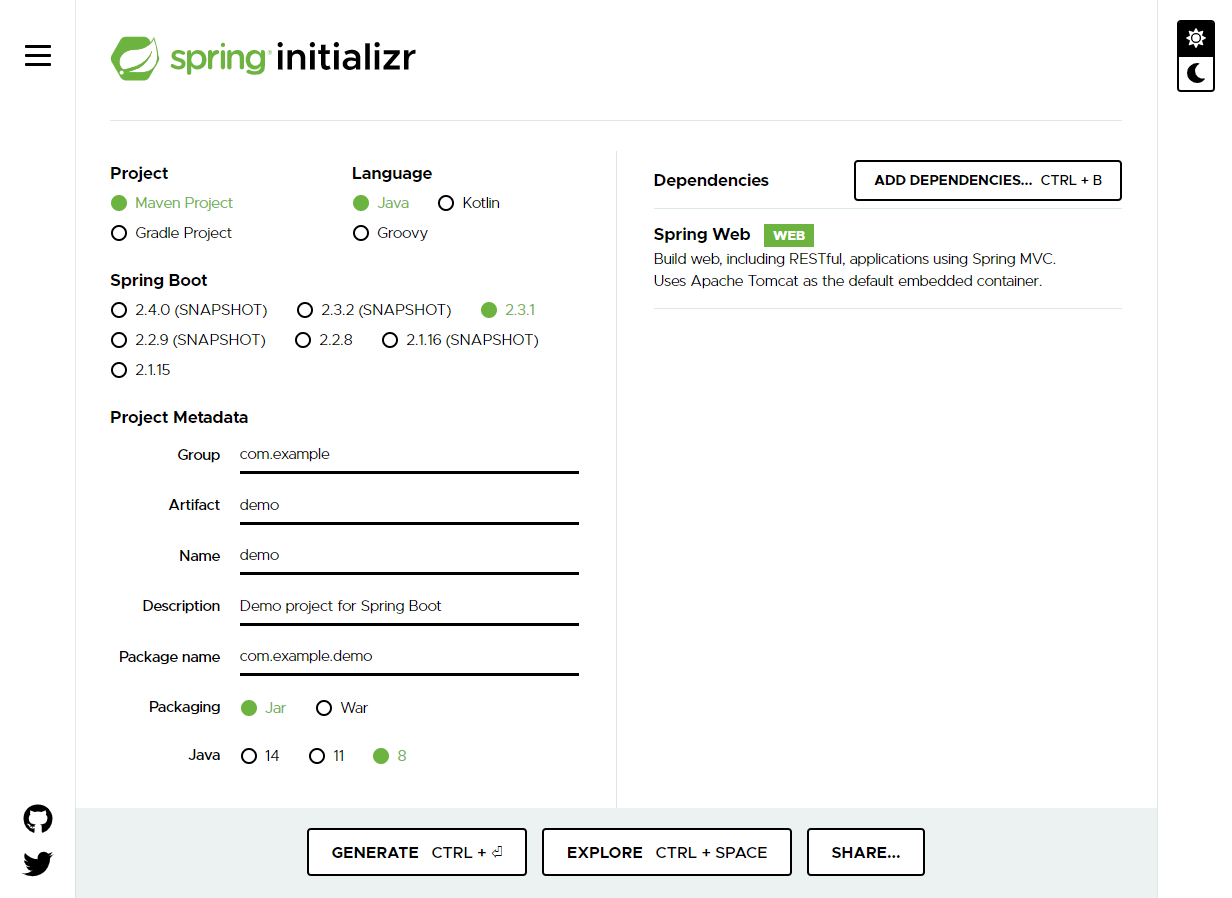 spring initializr
Project
Maven Project
Gradle Project
Language
Java Kotlin
Groovy
Spring Boot
2.4.0 (SNAPSHOT) 2.3.2 (SNAPSHOT) 2.3.1
2.2.9 (SNAPSHOT) 2.2.8 2.1.16 (SNAPSHOT)
2.1.15
Project Metadata
Group com.example
Artifact demo
Name demo
Description Demo project for Spring Boot
Package name com.example.demo
Packaging Jar War
Java 14 11 8
Dependencies ADD DEPENDENCIES... CTRL + B
Spring Web WEB
Build web, including RESTful, applications using Spring MVC.
Uses Apache Tomcat as the default embedded container.
GENERATE CTRL + ⏎ EXPLORE CTRL + SPACE SHARE...